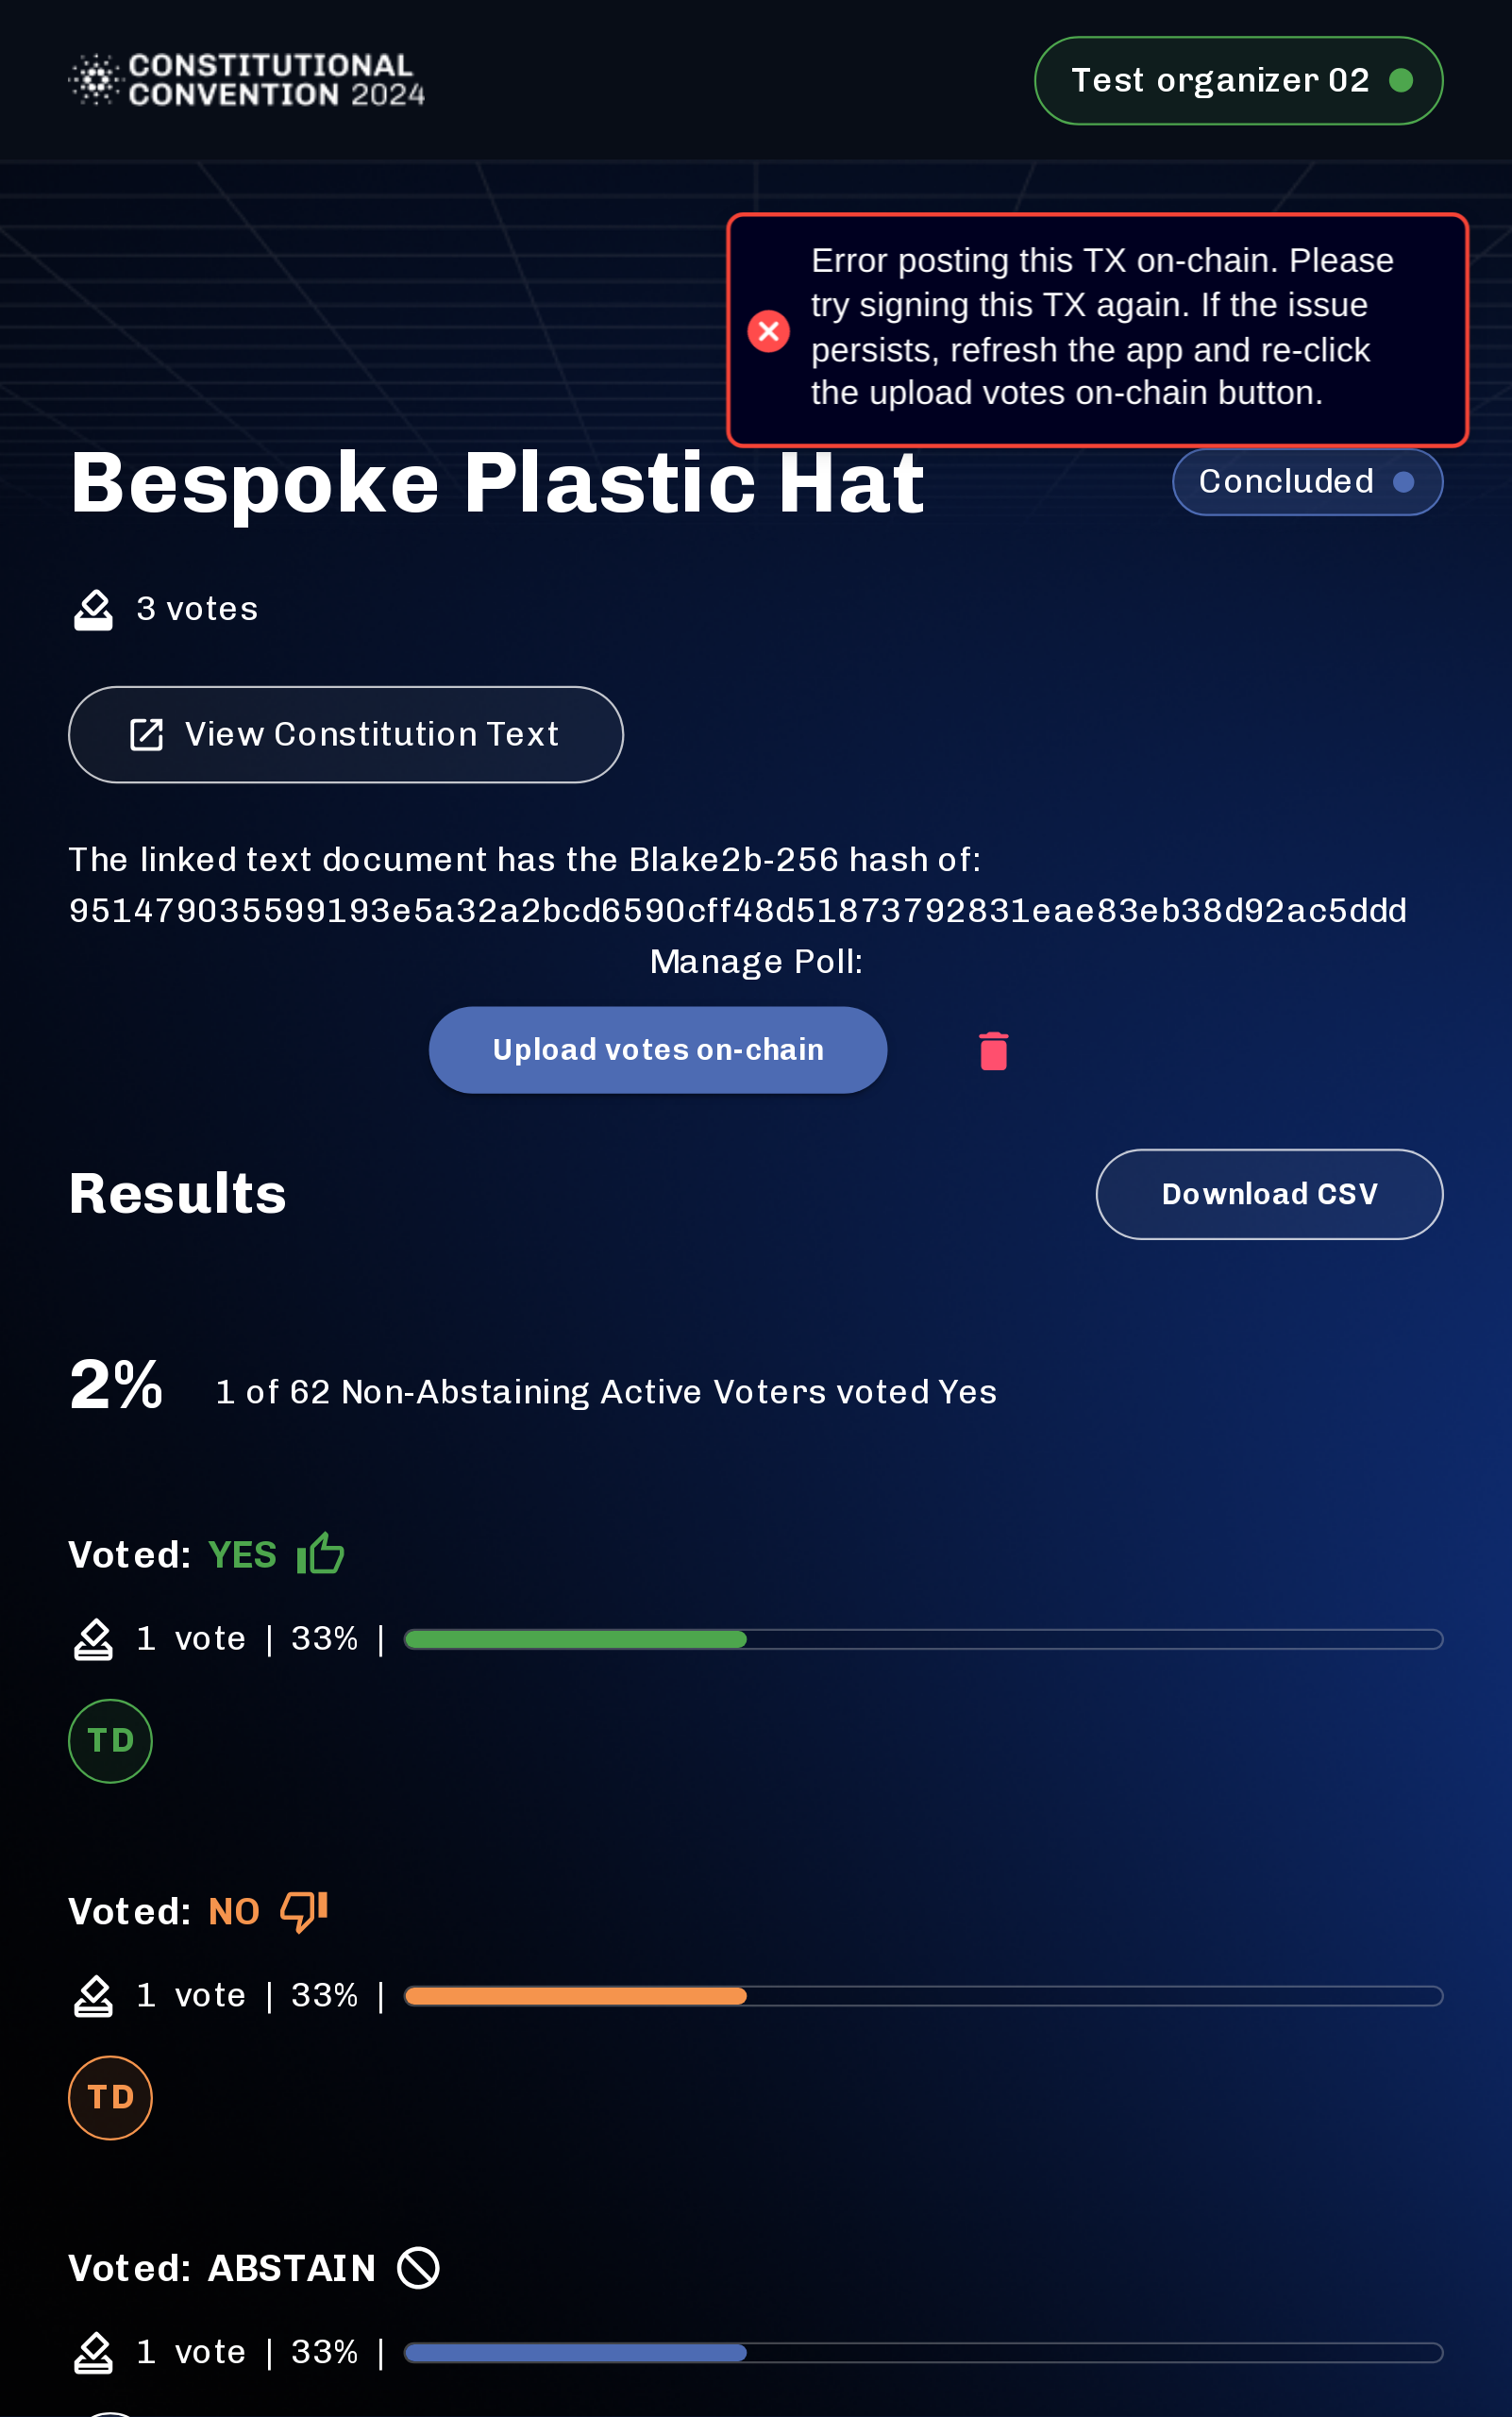 CONSTITUTIONAL
CONVENTION 2024
Test organizer 02
Error posting this TX on-chain. Please
try signing this TX again. If the issue
persists, refresh the app and re-click
the upload votes on-chain button.
Bespoke Plastic Hat
Concluded
3 votes
View Constitution Text
The linked text document has the Blake2b-256 hash of:
951479035599193e5a32a2bcd6590cff48d51873792831eae83eb38d92ac5ddd
Manage Poll:
Upload votes on-chain
Results
Download CSV
2%
1 of 62 Non-Abstaining Active Voters voted Yes
Voted: YES
1 vote | 33% |
TD
Voted: NO
1 vote | 33% |
TD
Voted: ABSTAIN
1 vote | 33% |